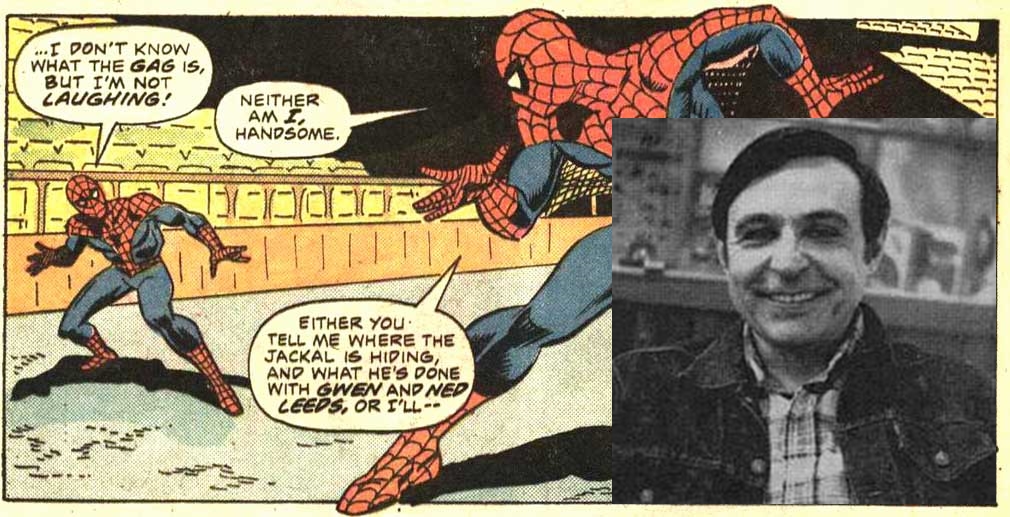 ...I DON'T KNOW
WHAT THE GAG IS,
BUT I'M NOT
LAUGHING!
NEITHER
AM I,
HANDSOME.
EITHER YOU
TELL ME WHERE THE
JACKAL IS HIDING,
AND WHAT HE'S DONE
WITH GWEN AND NED
LEEDS, OR I'LL--